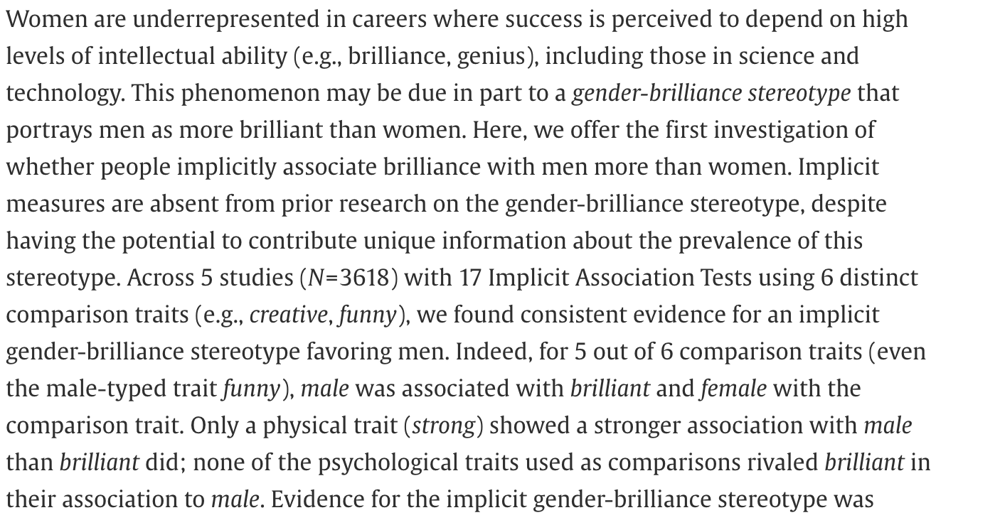 Women are underrepresented in careers where success is perceived to depend on high
levels of intellectual ability (e.g., brilliance, genius), including those in science and
technology. This phenomenon may be due in part to a gender-brilliance stereotype that
portrays men as more brilliant than women. Here, we offer the first investigation of
whether people implicitly associate brilliance with men more than women. Implicit
measures are absent from prior research on the gender-brilliance stereotype, despite
having the potential to contribute unique information about the prevalence of this
stereotype. Across 5 studies (N=3618) with 17 Implicit Association Tests using 6 distinct
comparison traits (e.g., creative, funny), we found consistent evidence for an implicit
gender-brilliance stereotype favoring men. Indeed, for 5 out of 6 comparison traits (even
the male-typed trait funny), male was associated with brilliant and female with the
comparison trait. Only a physical trait (strong) showed a stronger association with male
than brilliant did; none of the psychological traits used as comparisons rivaled brilliant in
their association to male. Evidence for the implicit gender-brilliance stereotype was